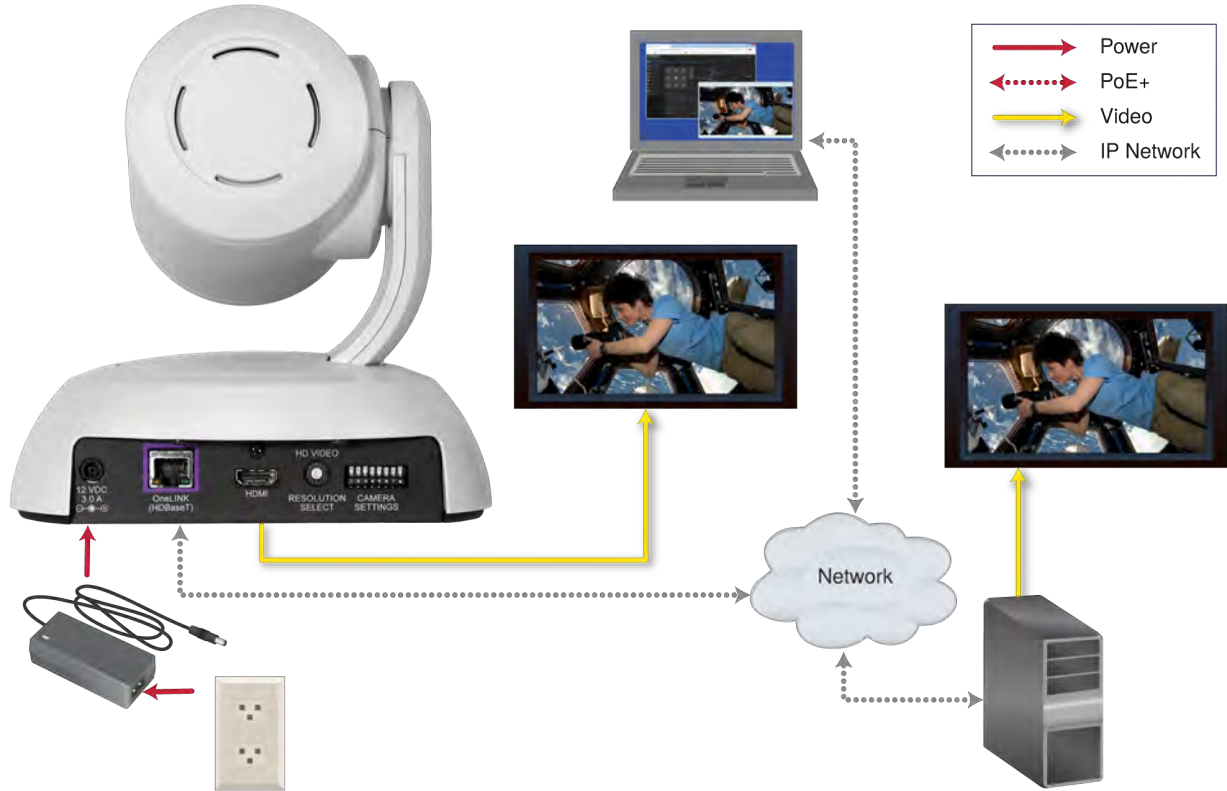 Power
PoE+
Video
IP Network
HD VIDEO
12 VDC
3.0 A
OneLINK
(HDBaseT)
HDMI
RESOLUTION
SELECT
CAMERA
SETTINGS
Network